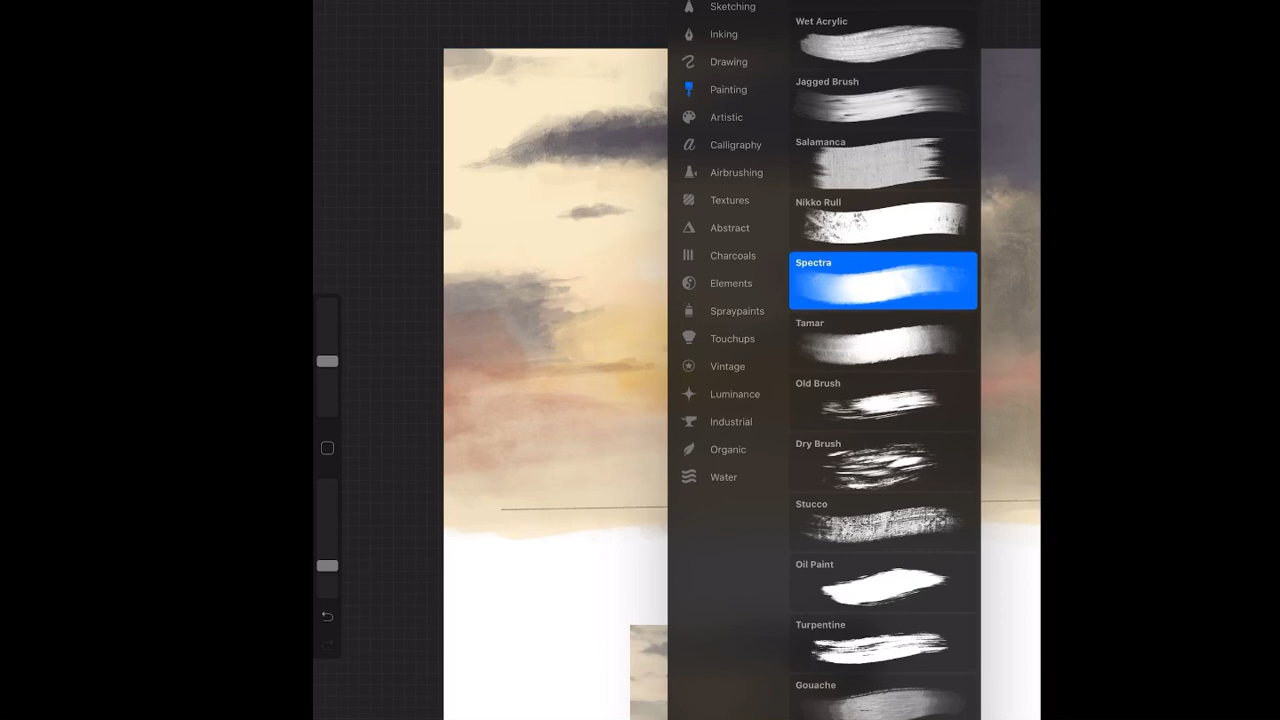 Sketching
Inking
Drawing
Painting
Artistic
Calligraphy
Airbrushing
Textures
Abstract
Charcoals
Elements
Spraypaints
Touchups
Vintage
Luminance
Industrial
Organic
Water
Wet Acrylic
Jagged Brush
Salamanca
Nikko Rull
Spectra
Tamar
Old Brush
Dry Brush
Stucco
Oil Paint
Turpentine
Gouache